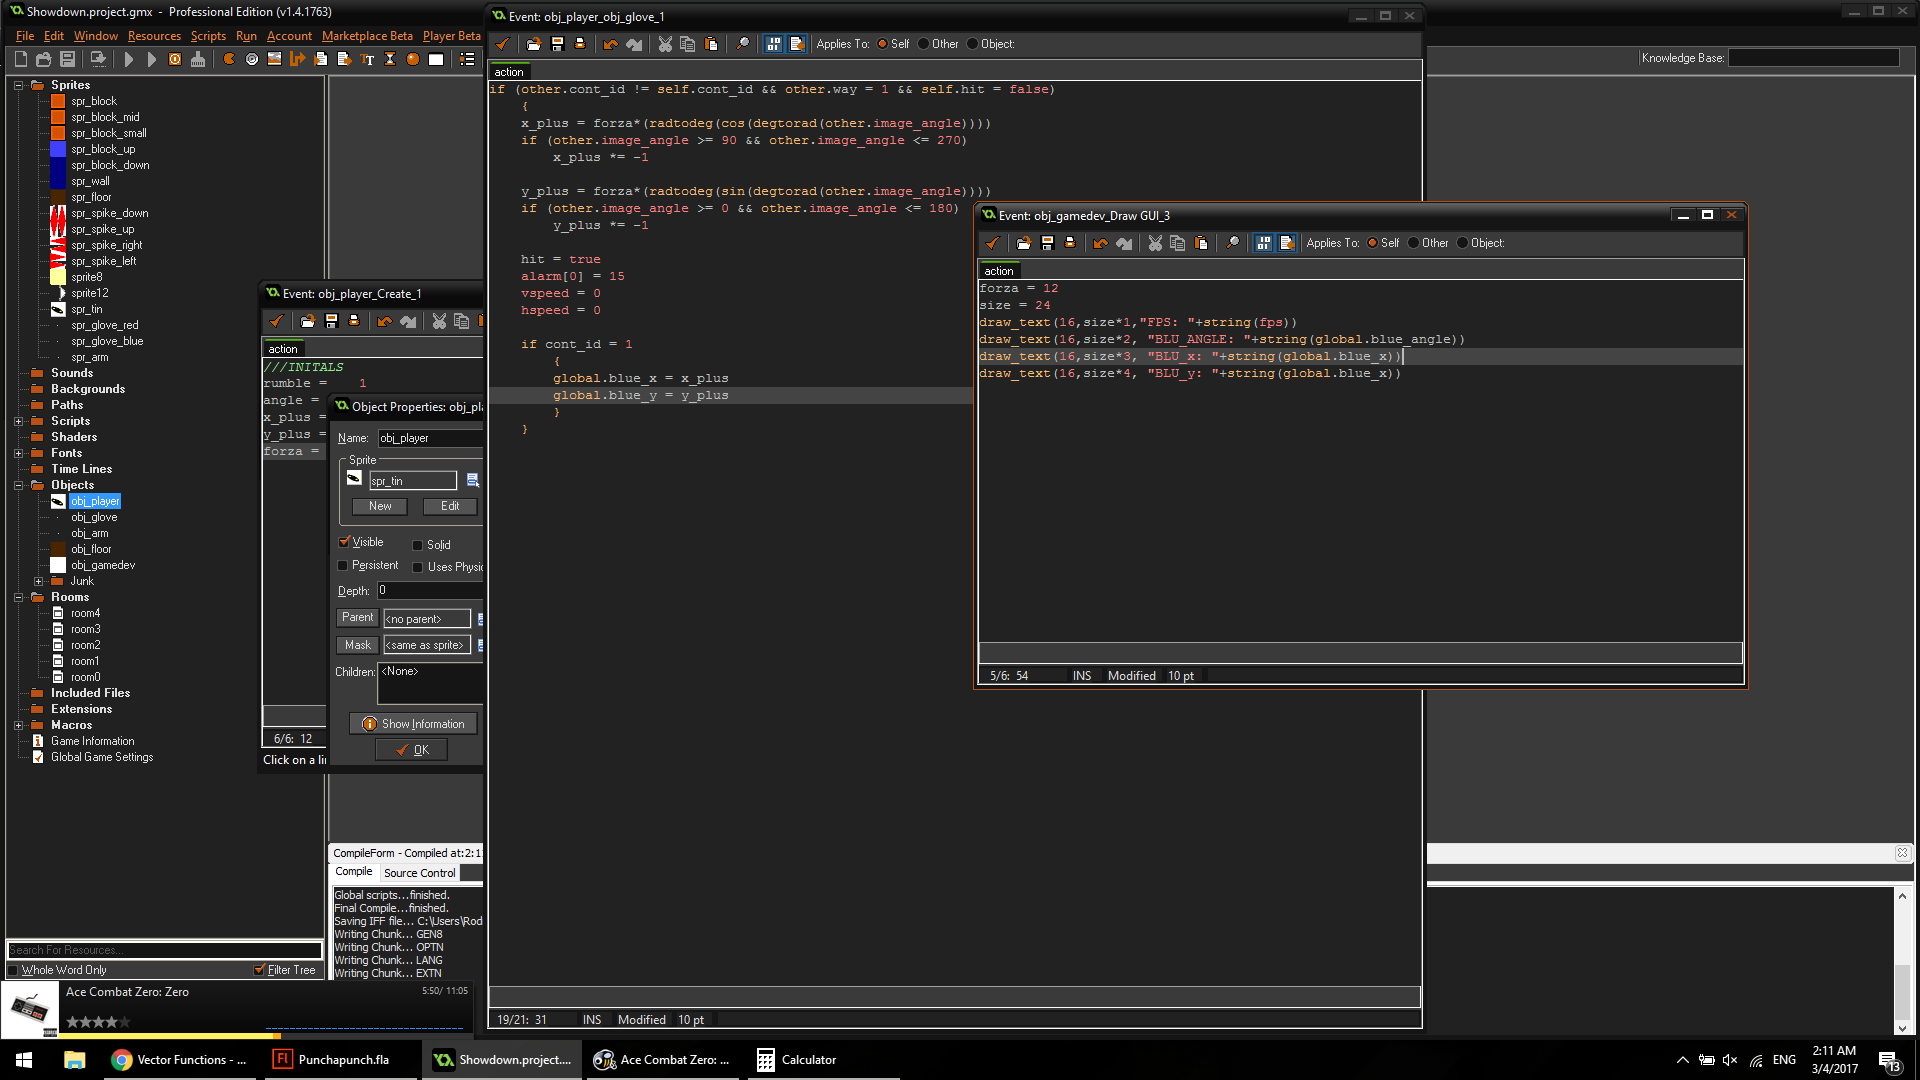 Showdown.project.gmx - Professional Edition (v1.4.1763)
File Edit Window Resources Scripts Run Account Marketplace Beta Player Beta
Knowledge Base:
Sprites
spr_block
spr_block_mid
spr_block_small
spr_block_up
spr_block_down
spr_wall
spr_floor
spr_spike_down
spr_spike_up
spr_spike_right
spr_spike_left
sprite8
sprite12
spr_tin
spr_glove_red
spr_glove_blue
spr_arm
Sounds
Backgrounds
Paths
Scripts
Shaders
Fonts
Time Lines
Objects
obj_player
obj_glove
obj_arm
obj_floor
obj_gamedev
Junk
Rooms
room4
room3
room2
room1
room0
Included Files
Extensions
Macros
Game Information
Global Game Settings
Search For Resources...
Whole Word Only Filter Tree
Event: obj_player_Create_1
action
///INITALS
rumble = 1
angle =
x_plus =
y_plus =
forza =
6/6: 12
Click on a li
Object Properties: obj_pla
Name: obj_player
Sprite
spr_tin
New Edit
Visible Solid
Persistent Uses Physic
Depth: 0
Parent <no parent>
Mask <same as sprite>
Children: <None>
Show Information
OK
CompileForm - Compiled at:2:1
Compile Source Control
Global scripts...finished.
Final Compile...finished.
Saving IFF file... C:\Users\Rod
Writing Chunk... GEN8
Writing Chunk... OPTN
Writing Chunk... LANG
Writing Chunk... EXTN
Event: obj_player_obj_glove_1
Applies To: Self Other Object:
action
if (other.cont_id != self.cont_id && other.way = 1 && self.hit = false)
{
x_plus = forza*(radtodeg(cos(degtorad(other.image_angle))))
if (other.image_angle >= 90 && other.image_angle <= 270)
x_plus *= -1
y_plus = forza*(radtodeg(sin(degtorad(other.image_angle))))
if (other.image_angle >= 0 && other.image_angle <= 180)
y_plus *= -1
hit = true
alarm[0] = 15
vspeed = 0
hspeed = 0
if cont_id = 1
{
global.blue_x = x_plus
global.blue_y = y_plus
}
}
19/21: 31 INS Modified 10 pt
Event: obj_gamedev_Draw GUI_3
Applies To: Self Other Object:
action
forza = 12
size = 24
draw_text(16,size*1,"FPS: "+string(fps))
draw_text(16,size*2, "BLU_ANGLE: "+string(global.blue_angle))
draw_text(16,size*3, "BLU_x: "+string(global.blue_x))
draw_text(16,size*4, "BLU_y: "+string(global.blue_x))
5/6: 54 INS Modified 10 pt
Ace Combat Zero: Zero 5:50/ 11:05
Vector Functions - ...
Punchapunch.fla
Showdown.project....
Ace Combat Zero: ...
Calculator
ENG
2:11 AM
3/4/2017
13